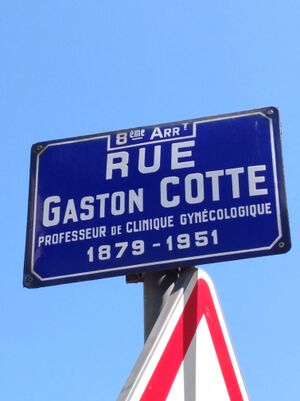 8ème ARRT
RUE
GASTON COTTE
PROFESSEUR DE CLINIQUE GYNÉCOLOGIQUE
1879-1951